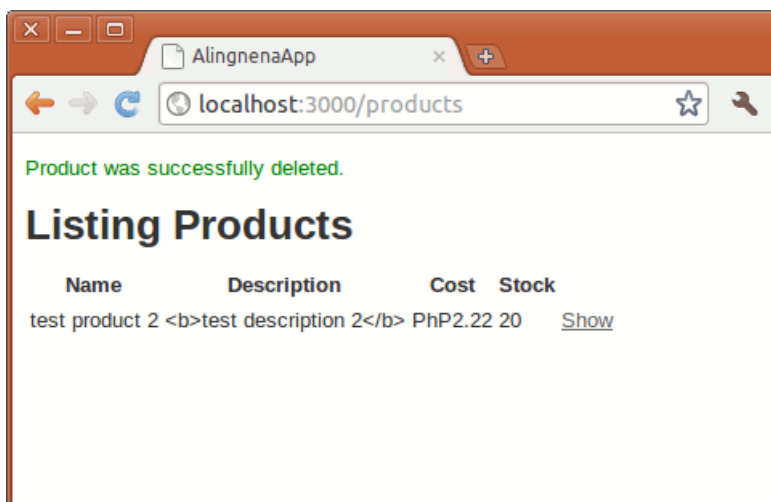 AlingnenaApp
localhost:3000/products
Product was successfully deleted.
Listing Products
Name Description Cost Stock
test product 2 <b>test description 2</b> PhP2.22 20 Show